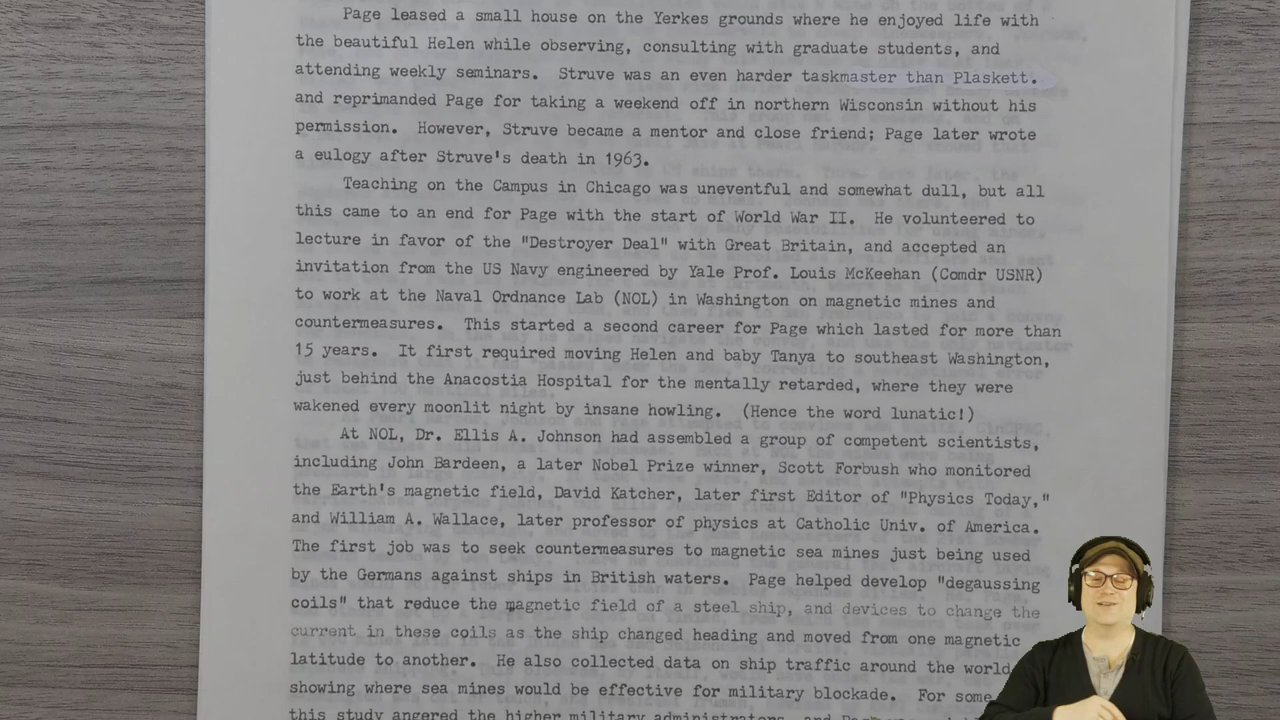 Page leased a small house on the Yerkes grounds where he enjoyed life with
the beautiful Helen while observing, consulting with graduate students, and
attending weekly seminars. Struve was an even harder taskmaster than Plaskett.
and reprimanded Page for taking a weekend off in northern Wisconsin without his
permission. However, Struve became a mentor and close friend; Page later wrote
a eulogy after Struve's death in 1963.
Teaching on the Campus in Chicago was uneventful and somewhat dull, but all
this came to an end for Page with the start of World War II. He volunteered to
lecture in favor of the "Destroyer Deal" with Great Britain, and accepted an
invitation from the US Navy engineered by Yale Prof. Louis McKeehan (Comdr USNR)
to work at the Naval Ordnance Lab (NOL) in Washington on magnetic mines and
countermeasures. This started a second career for Page which lasted for more than
15 years. It first required moving Helen and baby Tanya to southeast Washington,
just behind the Anacostia Hospital for the mentally retarded, where they were
wakened every moonlit night by insane howling. (Hence the word lunatic!)
At NOL, Dr. Ellis A. Johnson had assembled a group of competent scientists,
including John Bardeen, a later Nobel Prize winner, Scott Forbush who monitored
the Earth's magnetic field, David Katcher, later first Editor of "Physics Today,"
and William A. Wallace, later professor of physics at Catholic Univ. of America.
The first job was to seek countermeasures to magnetic sea mines just being used
by the Germans against ships in British waters. Page helped develop "degaussing
coils" that reduce the magnetic field of a steel ship, and devices to change the
current in these coils as the ship changed heading and moved from one magnetic
latitude to another. He also collected data on ship traffic around the world
showing where sea mines would be effective for military blockade. For some
this study angered the higher military administrators, and